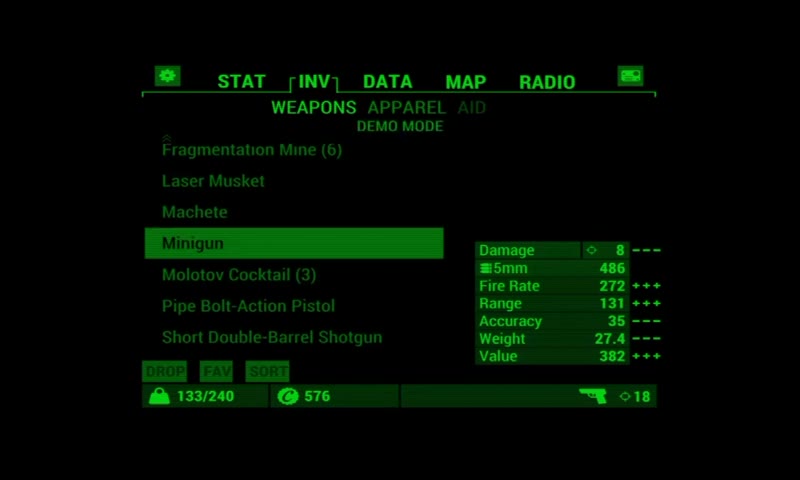 STAT INV DATA MAP RADIO
WEAPONS APPAREL AID
DEMO MODE
Fragmentation Mine (6)
Laser Musket
Machete
Minigun
Molotov Cocktail (3)
Pipe Bolt-Action Pistol
Short Double-Barrel Shotgun
Damage 8 ---
5mm 486
Fire Rate 272 +++
Range 131 +++
Accuracy 35 ---
Weight 27.4 ---
Value 382 +++
DROP FAV SORT
133/240 576 18